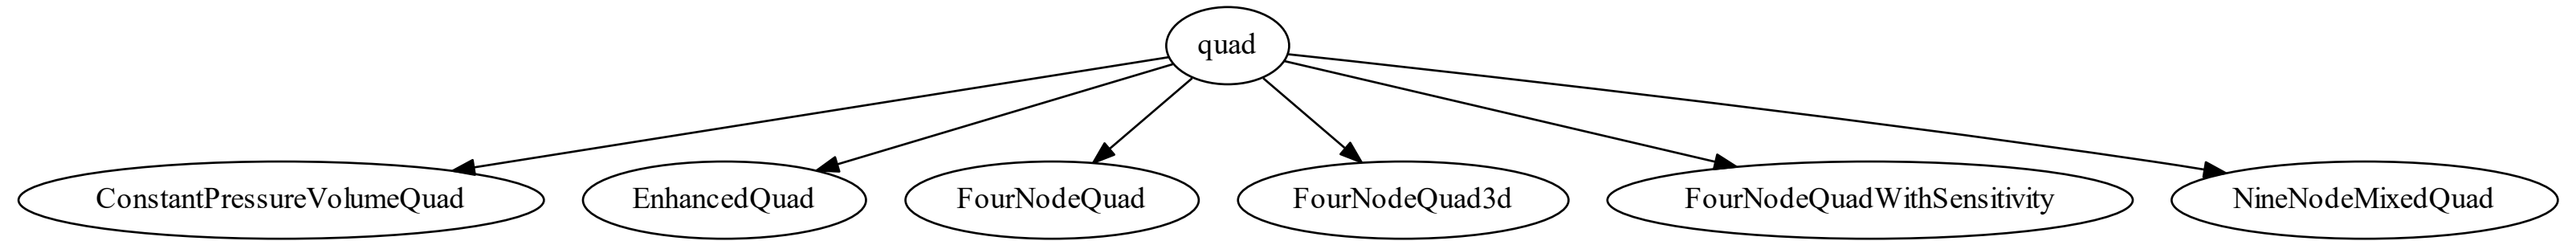 quad
ConstantPressureVolumeQuad
EnhancedQuad
FourNodeQuad
FourNodeQuad3d
FourNodeQuadWithSensitivity
NineNodeMixedQuad